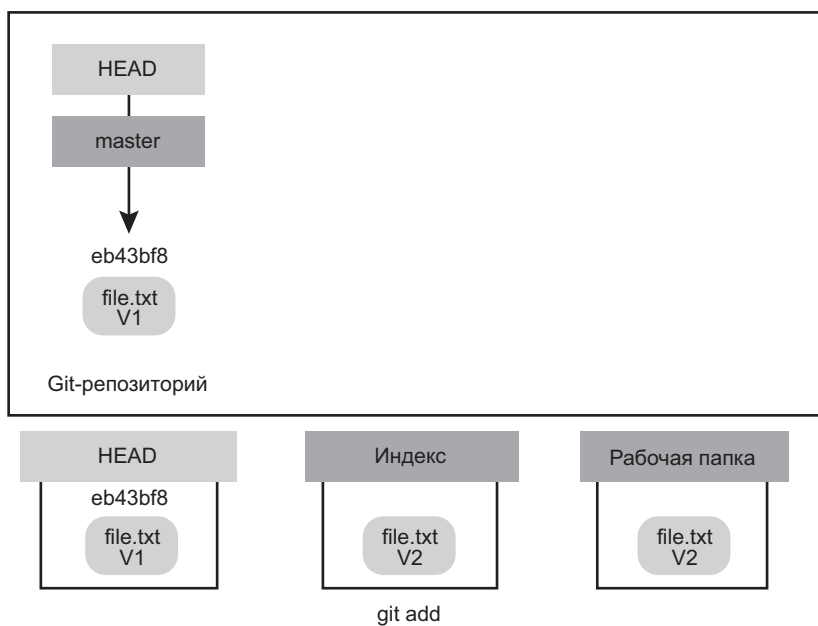 HEAD
master
eb43bf8
file.txt
V1
Git-репозиторий
HEAD
Индекс
Рабочая папка
eb43bf8
file.txt
V1
file.txt
V2
file.txt
V2
git add